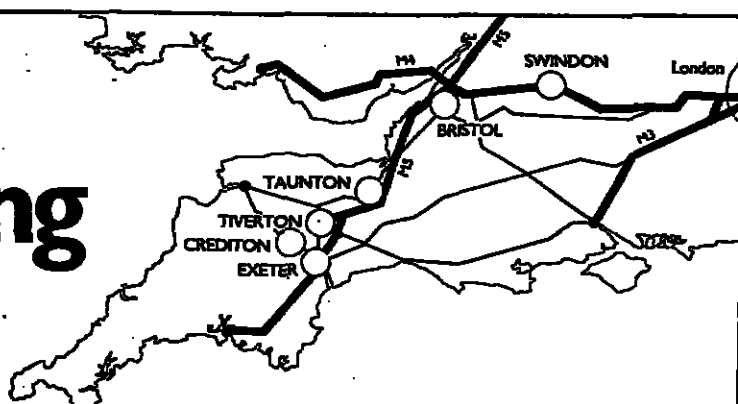 M5
M4
SWINDON
London
BRISTOL
M3
M5
TAUNTON
ng
TIVERTON
CREDITON
EXETER